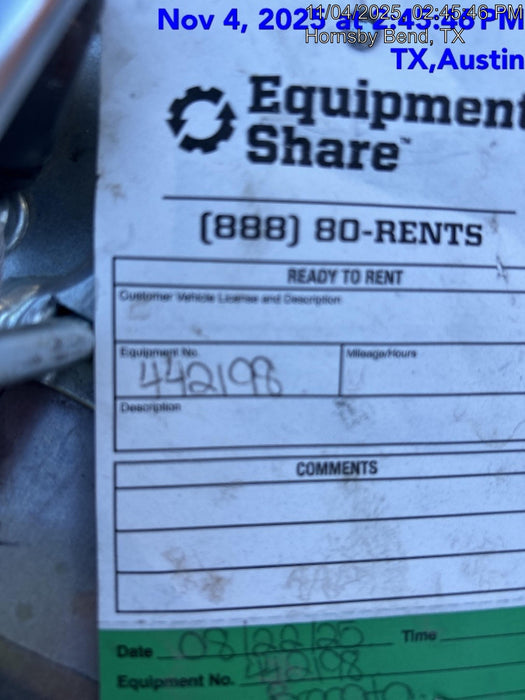 Nov 4, 2025 at 2:45:46 PM
11/04/2025, 02:45:46 PM
Hornsby Bend, TX
TX,Austin
Equipment
Share™
(888) 80-RENTS
READY TO RENT
Customer Vehicle License and Description
Equipment No. Mileage/Hours
442198
Description
COMMENTS
Date 08/22/25 Time
Equipment No. 442198